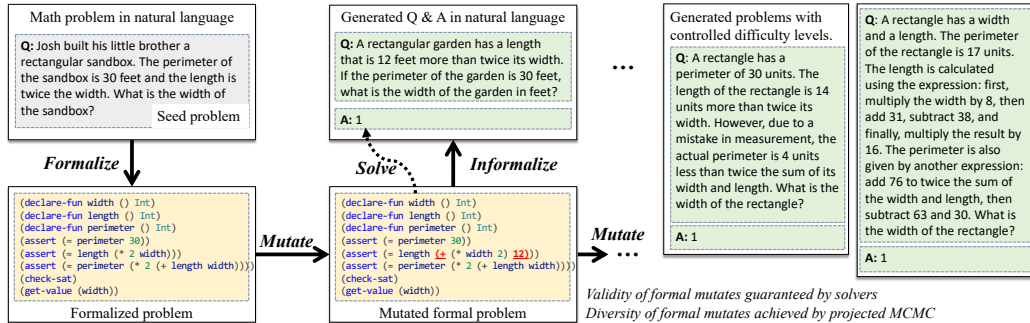 Math problem in natural language
Q: Josh built his little brother a
rectangular sandbox. The perimeter
of the sandbox is 30 feet and the length is
twice the width. What is the width of
the sandbox?
Seed problem
Formalize
(declare-fun width () Int)
(declare-fun length () Int)
(declare-fun perimeter () Int)
(assert (= perimeter 30))
(assert (= length (* 2 width)))
(assert (= perimeter (* 2 (+ length width))))
(check-sat)
(get-value (width))
Formalized problem
Mutate
Generated Q & A in natural language
Q: A rectangular garden has a length
that is 12 feet more than twice its width.
If the perimeter of the garden is 30 feet,
what is the width of the garden in feet?
A: 1
Solve
Informalize
(declare-fun width () Int)
(declare-fun length () Int)
(declare-fun perimeter () Int)
(assert (= perimeter 30))
(assert (= length (+ (* width 2) 12)))
(assert (= perimeter (* 2 (+ length width))))
(check-sat)
(get-value (width))
Mutated formal problem
...
Mutate
...
Generated problems with
controlled difficulty levels.
Q: A rectangle has a
perimeter of 30 units. The
length of the rectangle is 14
units more than twice its
width. However, due to a
mistake in measurement, the
actual perimeter is 4 units
less than twice the sum of its
width and length. What is the
width of the rectangle?
A: 1
Q: A rectangle has a width
and a length. The perimeter
of the rectangle is 17 units.
The length is calculated
using the expression: first,
multiply the width by 8, then
add 31, subtract 38, and
finally, multiply the result by
16. The perimeter is also
given by another expression:
add 76 to twice the sum of
the width and length, then
subtract 63 and 30. What is
the width of the rectangle?
A: 1
Validity of formal mutates guaranteed by solvers
Diversity of formal mutates achieved by projected MCMC